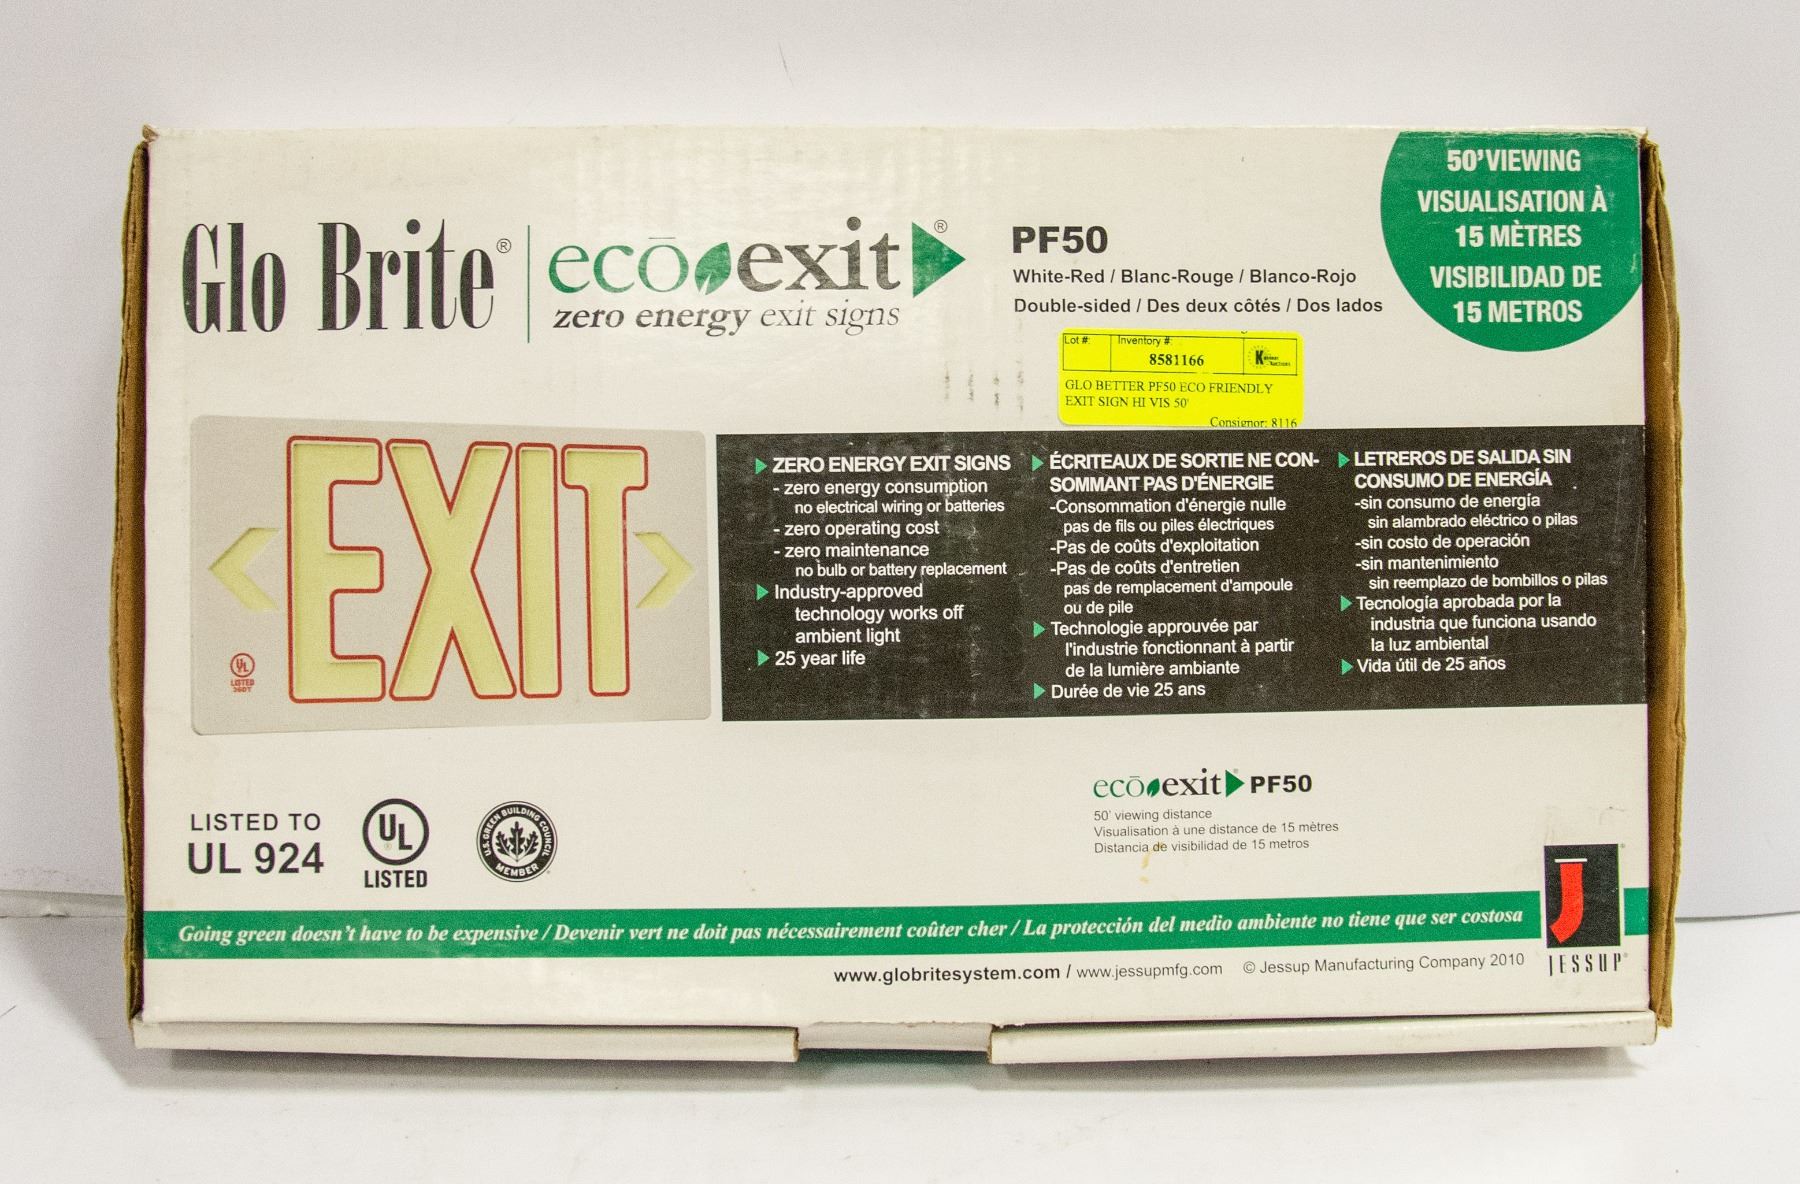 Glo Brite®
ecō exit®
zero energy exit signs
PF50
White-Red / Blanc-Rouge / Blanco-Rojo
Double-sided / Des deux côtés / Dos lados
50'VIEWING
VISUALISATION À
15 MÈTRES
VISIBILIDAD DE
15 METROS
Lot #:
Inventory #:
8581166
GLO BETTER PF50 ECO FRIENDLY
EXIT SIGN HI VIS 50'
Consignor: 8116
EXIT
UL
LISTED
ZERO ENERGY EXIT SIGNS
- zero energy consumption
no electrical wiring or batteries
- zero operating cost
- zero maintenance
no bulb or battery replacement
Industry-approved
technology works off
ambient light
25 year life
ÉCRITEAUX DE SORTIE NE CON-
SOMMANT PAS D'ÉNERGIE
-Consommation d'énergie nulle
pas de fils ou piles électriques
-Pas de coûts d'exploitation
-Pas de coûts d'entretien
pas de remplacement d'ampoule
ou de pile
Technologie approuvée par
l'industrie fonctionnant à partir
de la lumière ambiante
Durée de vie 25 ans
LETREROS DE SALIDA SIN
CONSUMO DE ENERGÍA
-sin consumo de energía
sin alambrado eléctrico o pilas
-sin costo de operación
-sin mantenimiento
sin reemplazo de bombillos o pilas
Tecnología aprobada por la
industria que funciona usando
la luz ambiental
Vida útil de 25 años
LISTED TO
UL 924
UL
®
LISTED
U.S. GREEN BUILDING COUNCIL
MEMBER
ecō exit PF50
50' viewing distance
Visualisation à une distance de 15 mètres
Distancia de visibilidad de 15 metros
Going green doesn't have to be expensive / Devenir vert ne doit pas nécessairement coûter cher / La protección del medio ambiente no tiene que ser costosa
www.globritesystem.com / www.jessupmfg.com © Jessup Manufacturing Company 2010
JESSUP®